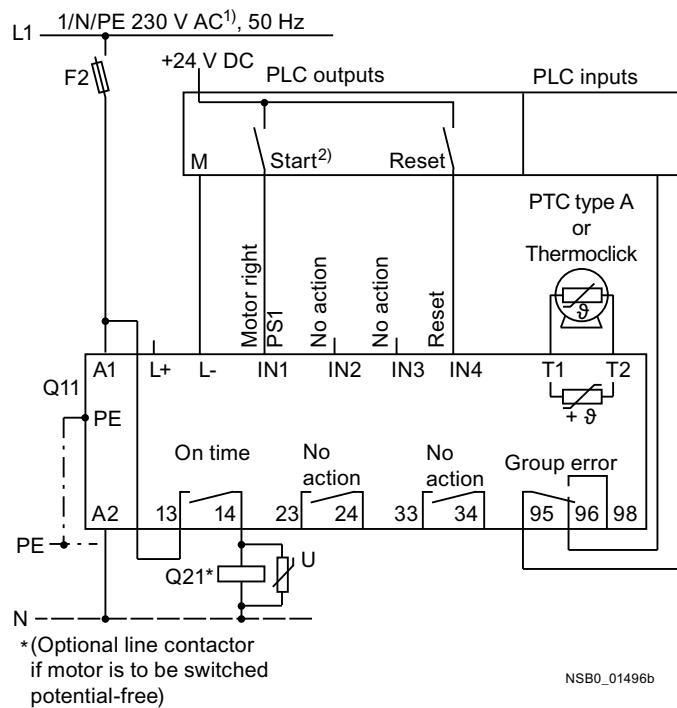 1/N/PE 230 V AC1), 50 Hz
L1
F2
+24 V DC
PLC outputs
PLC inputs
M
Start2)
Reset
PTC type A
or
Thermoclick
ϑ
Motor right
PS1
No action
No action
Reset
A1
L+
L-
IN1
IN2
IN3
IN4
T1
T2
Q11
PE
+ ϑ
On time
No
action
No
action
Group error
A2
13
14
23
24
33
34
95
96
98
PE
Q21*
U
N
*(Optional line contactor
if motor is to be switched
potential-free)
NSB0_01496b